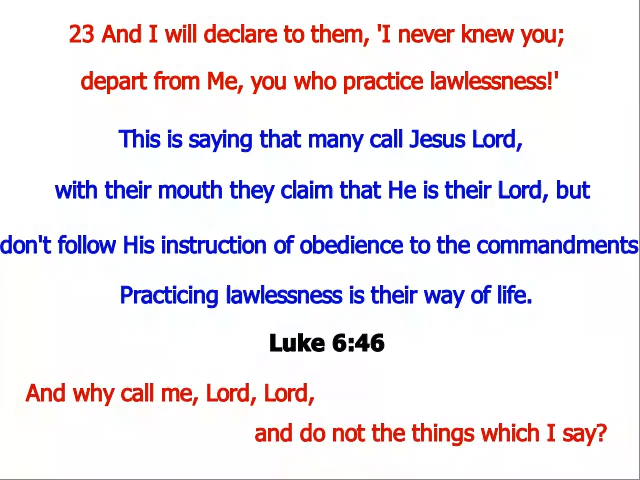 23 And I will declare to them, 'I never knew you;
depart from Me, you who practice lawlessness!'
This is saying that many call Jesus Lord,
with their mouth they claim that He is their Lord, but
don't follow His instruction of obedience to the commandments
Practicing lawlessness is their way of life.
Luke 6:46
And why call me, Lord, Lord,
and do not the things which I say?